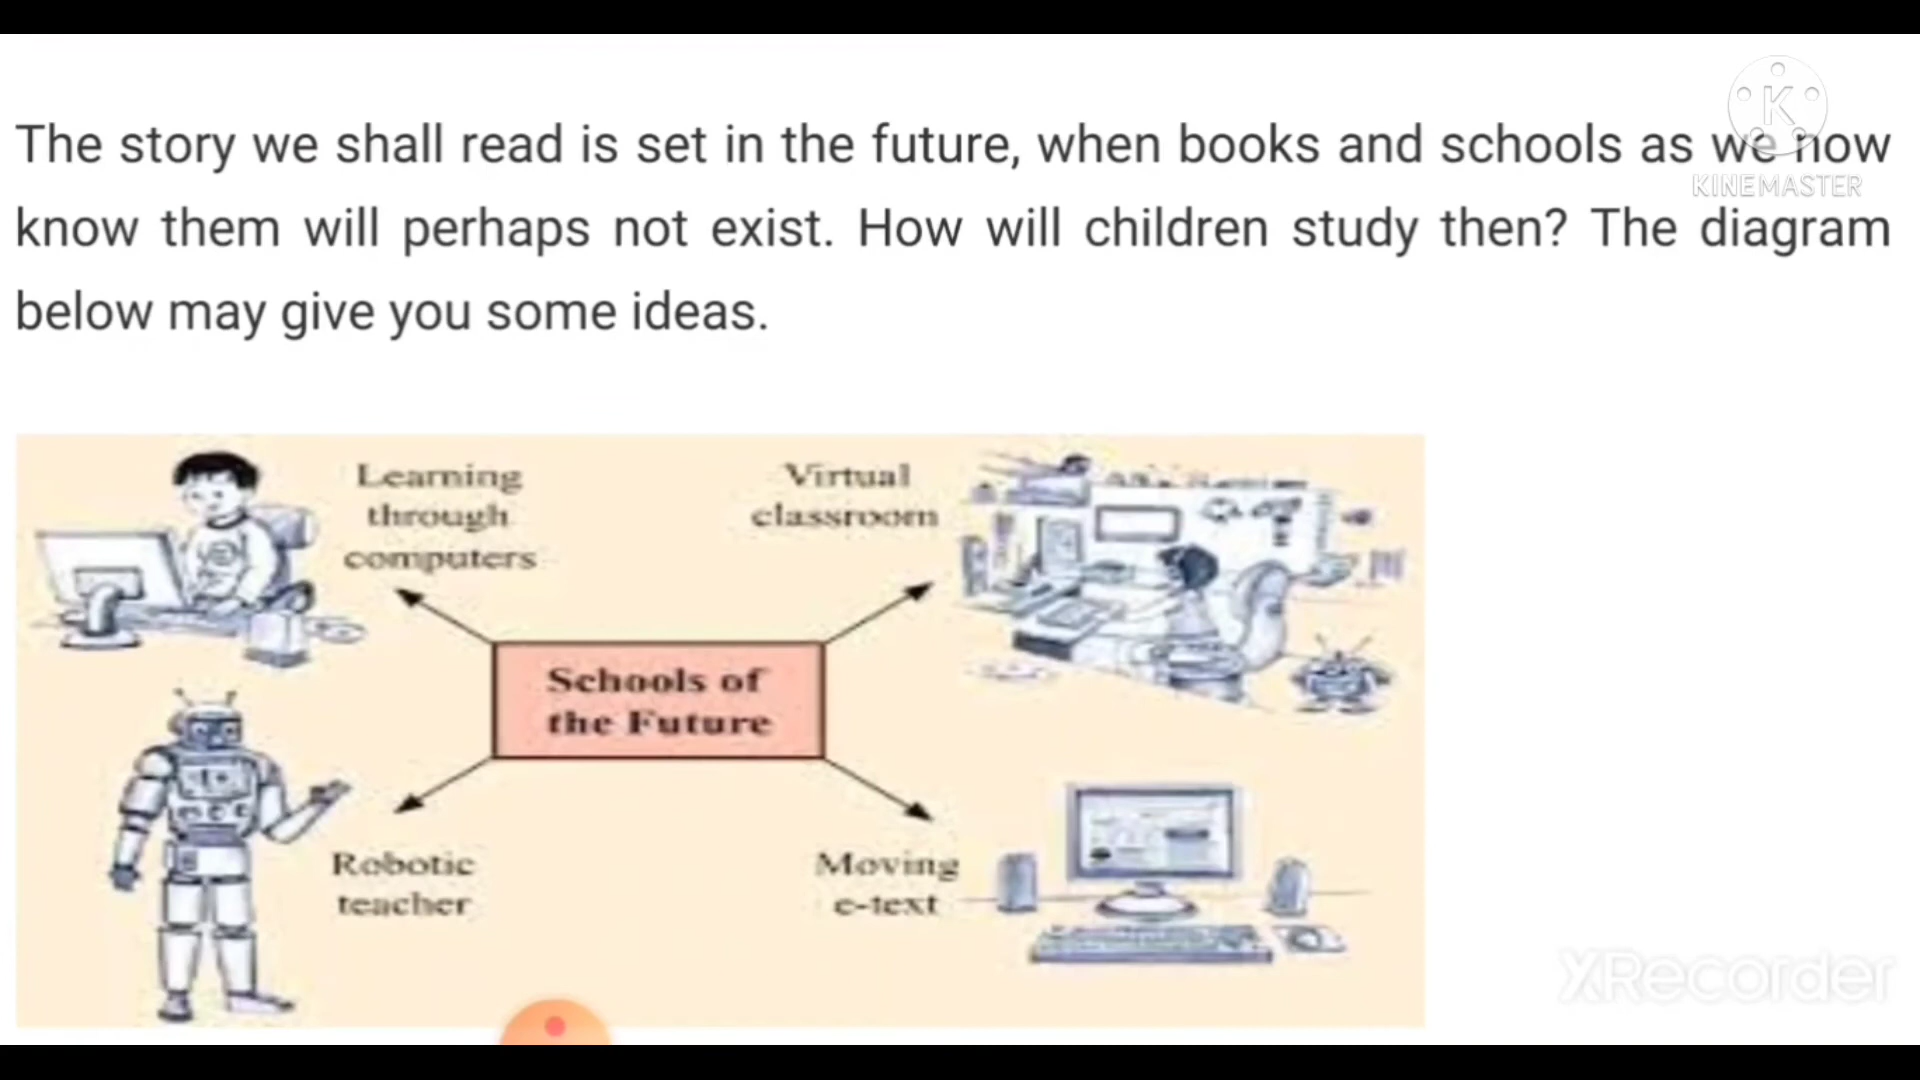 The story we shall read is set in the future, when books and schools as we now
know them will perhaps not exist. How will children study then? The diagram
below may give you some ideas.
K
KINEMASTER
Learning
through
computers
Virtual
classroom
Schools of
the Future
Robotic
teacher
Moving
e-text
XRecorder